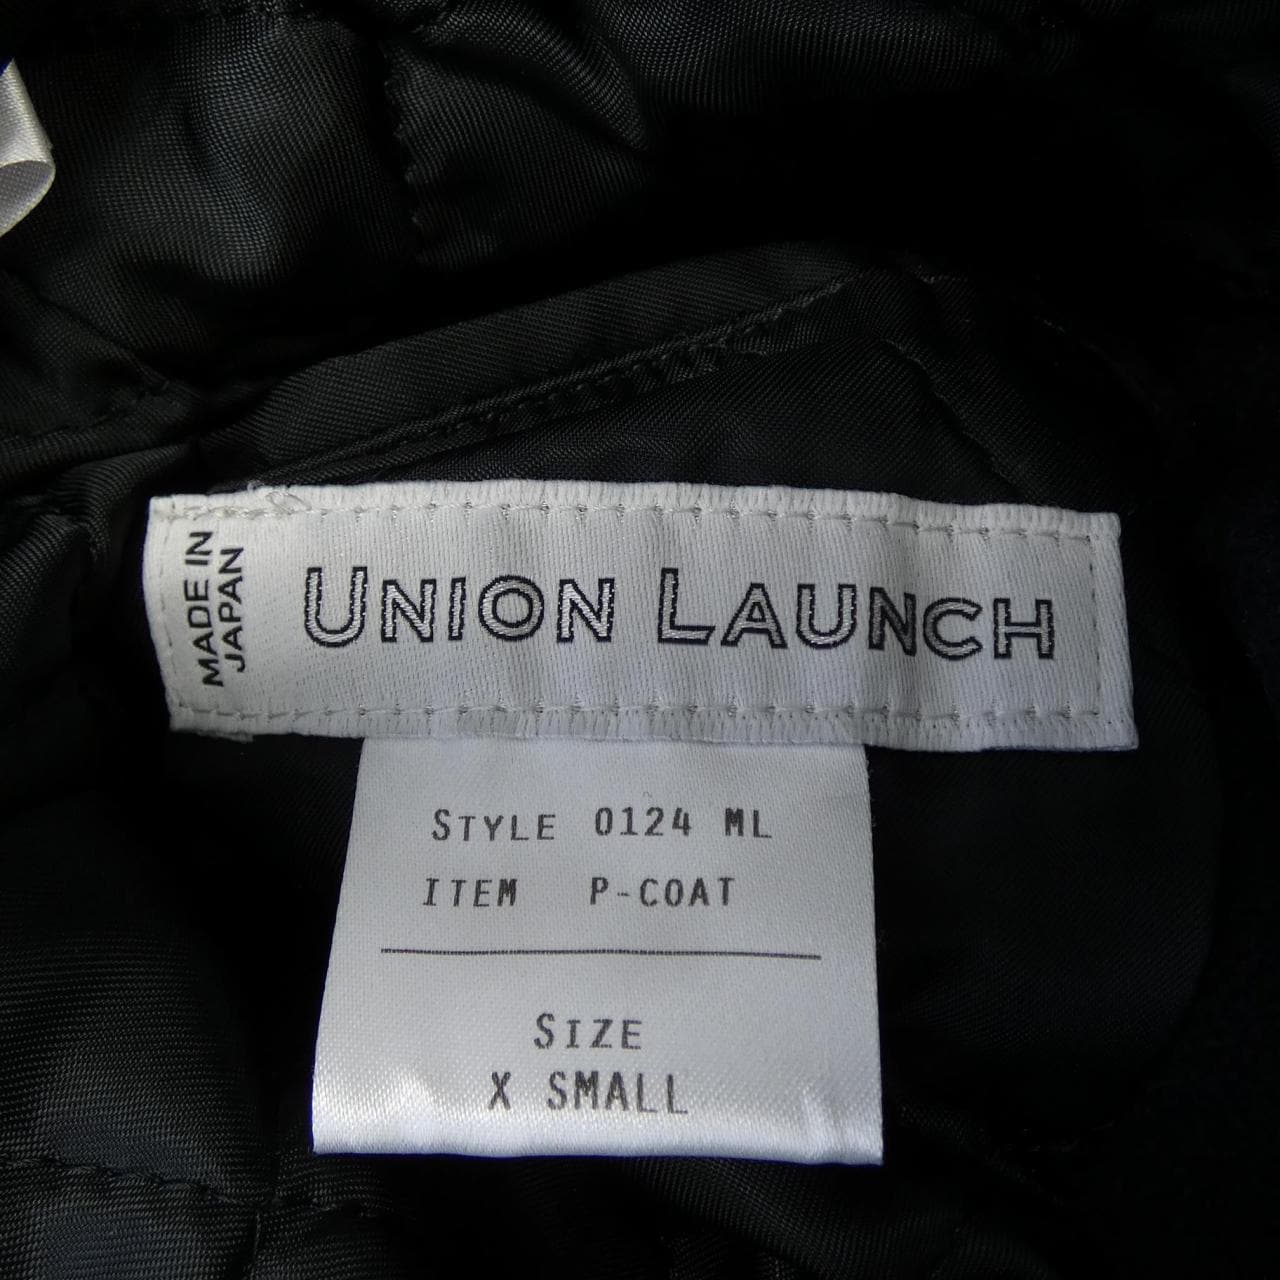 MADE IN
JAPAN
UNION LAUNCH
STYLE 0124 ML
ITEM P-COAT
SIZE
X SMALL